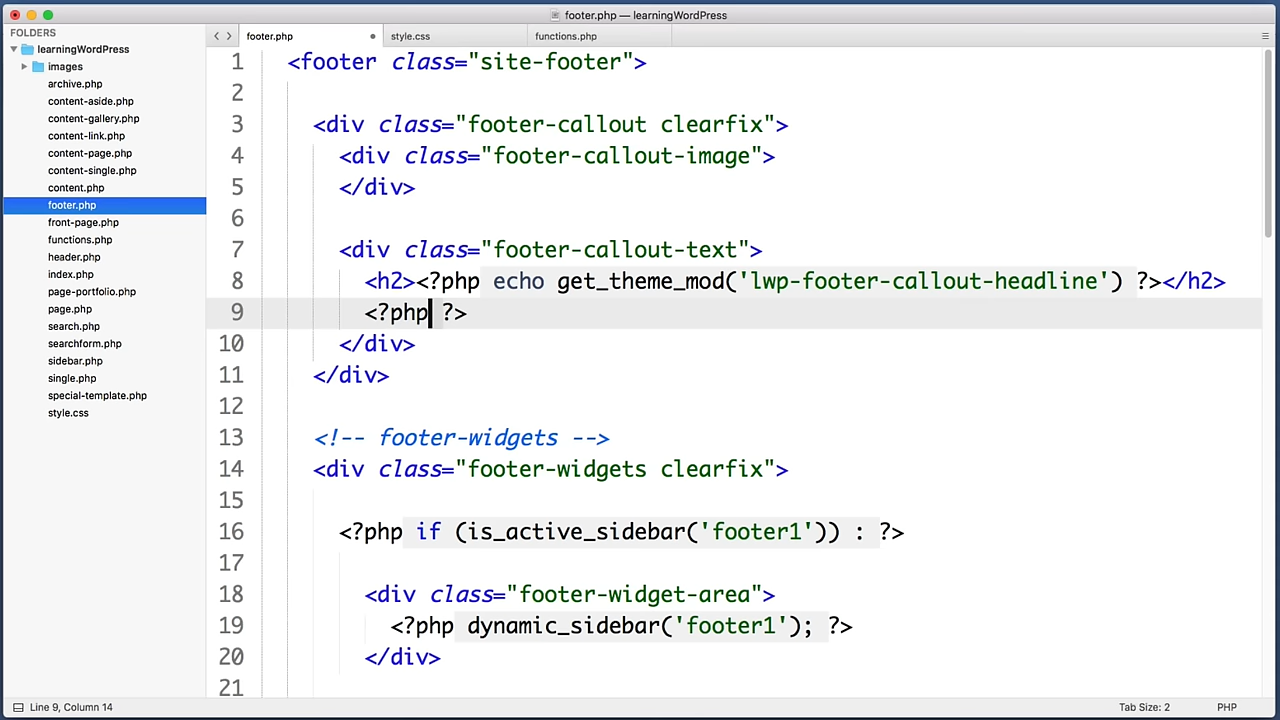 footer.php — learningWordPress
FOLDERS
learningWordPress
images
archive.php
content-aside.php
content-gallery.php
content-link.php
content-page.php
content-single.php
content.php
footer.php
front-page.php
functions.php
header.php
index.php
page-portfolio.php
page.php
search.php
searchform.php
sidebar.php
single.php
special-template.php
style.css
footer.php style.css functions.php
1 <footer class="site-footer">
2
3 <div class="footer-callout clearfix">
4 <div class="footer-callout-image">
5 </div>
6
7 <div class="footer-callout-text">
8 <h2><?php echo get_theme_mod('lwp-footer-callout-headline') ?></h2>
9 <?php ?>
10 </div>
11 </div>
12
13 <!-- footer-widgets -->
14 <div class="footer-widgets clearfix">
15
16 <?php if (is_active_sidebar('footer1')) : ?>
17
18 <div class="footer-widget-area">
19 <?php dynamic_sidebar('footer1'); ?>
20 </div>
21
Line 9, Column 14 Tab Size: 2 PHP